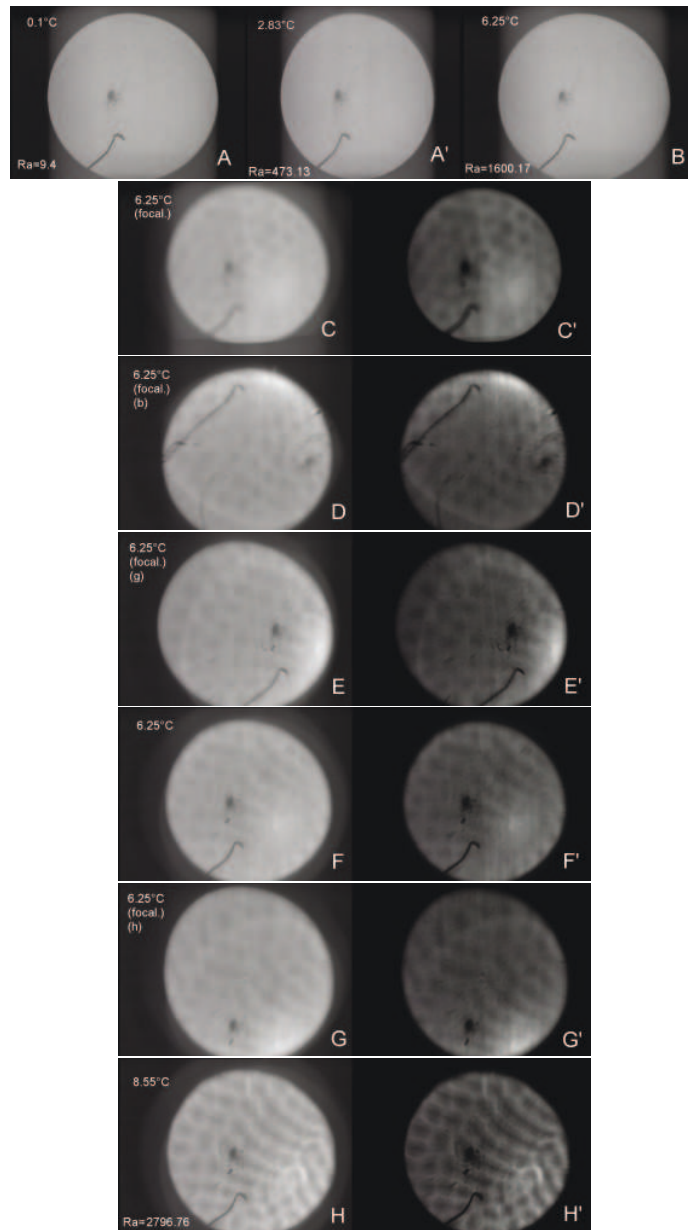 0.1°C
2.83°C
6.25°C
Ra=9.4
A
Ra=473.13
A'
Ra=1600.17
B
6.25°C
(focal.)
C
C'
6.25°C
(focal.)
(b)
D
D'
6.25°C
(focal.)
(g)
E
E'
6.25°C
F
F'
6.25°C
(focal.)
(h)
G
G'
8.55°C
Ra=2796.76
H
H'